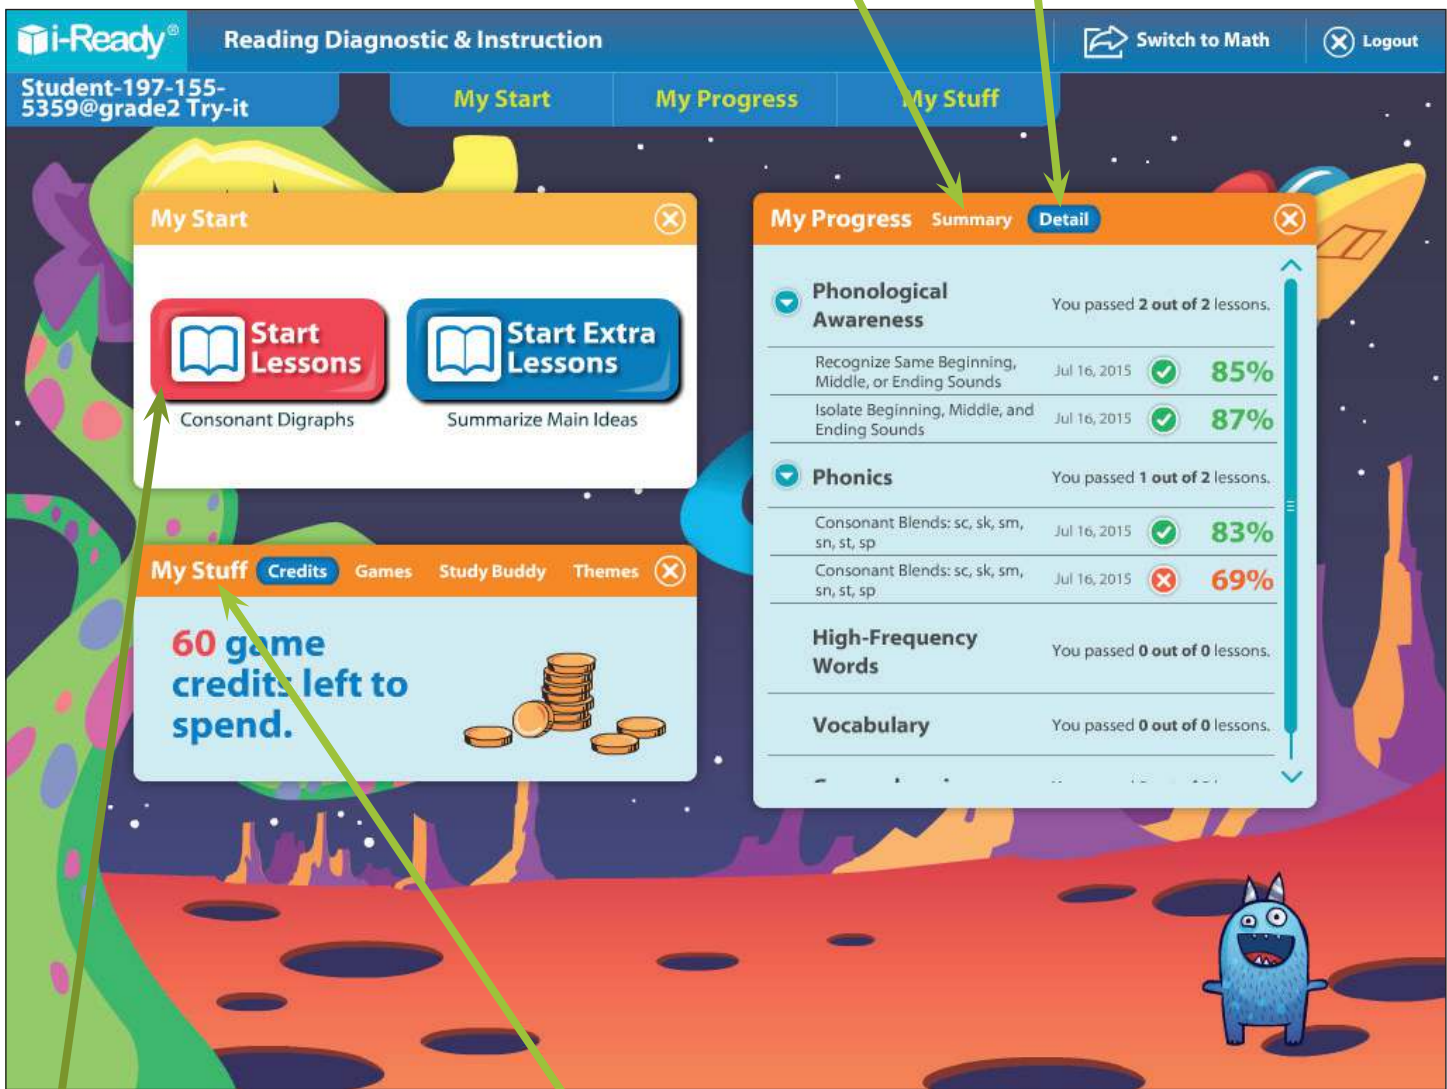 i-Ready®
Reading Diagnostic & Instruction
Switch to Math
Logout
Student-197-155-
5359@grade2 Try-it
My Start
My Progress
My Stuff
My Start
Start
Lessons
Consonant Digraphs
Start Extra
Lessons
Summarize Main Ideas
My Stuff Credits Games Study Buddy Themes
60 game
credits left to
spend.
My Progress Summary Detail
Phonological
Awareness
You passed 2 out of 2 lessons.
Recognize Same Beginning,
Middle, or Ending Sounds
Jul 16, 2015 85%
Isolate Beginning, Middle, and
Ending Sounds
Jul 16, 2015 87%
Phonics
You passed 1 out of 2 lessons.
Consonant Blends: sc, sk, sm,
sn, st, sp
Jul 16, 2015 83%
Consonant Blends: sc, sk, sm,
sn, st, sp
Jul 16, 2015 69%
High-Frequency
Words
You passed 0 out of 0 lessons.
Vocabulary
You passed 0 out of 0 lessons.